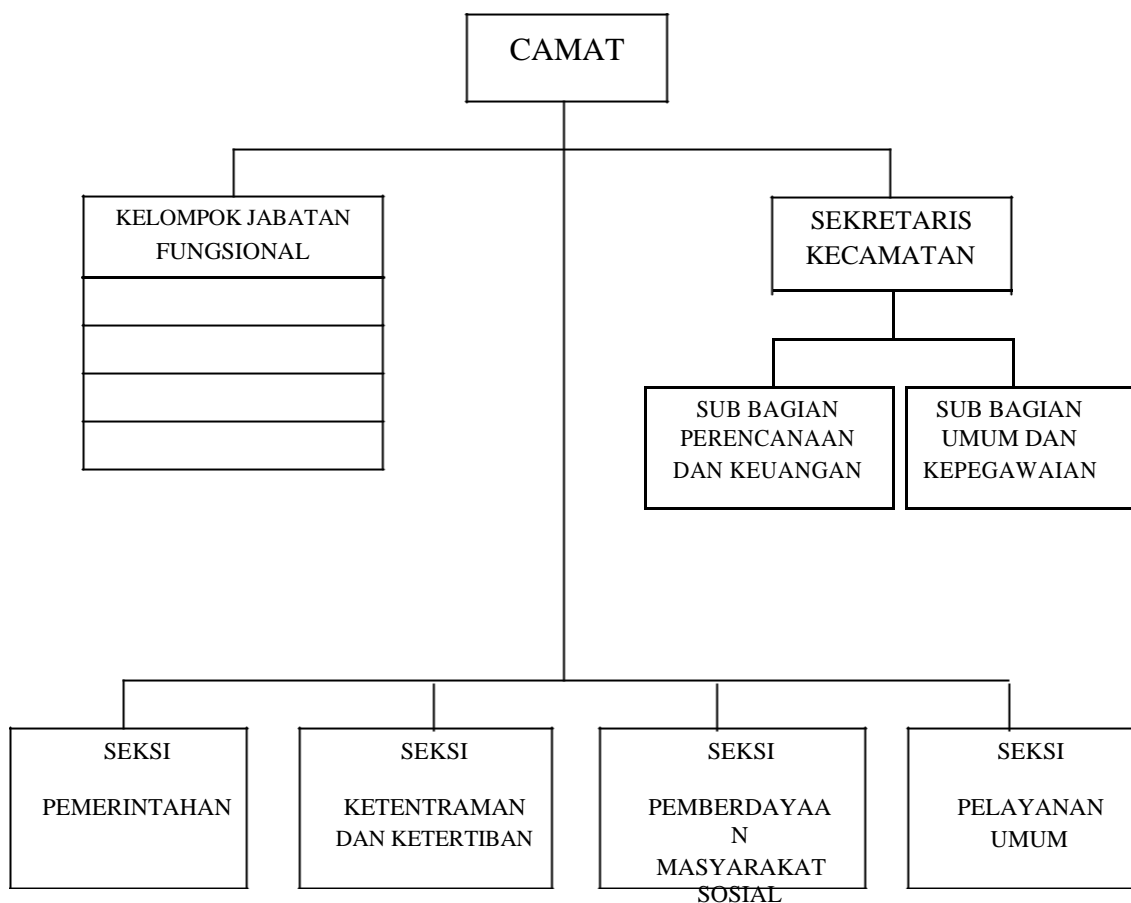 CAMAT
KELOMPOK JABATAN
FUNGSIONAL
SEKRETARIS
KECAMATAN
SUB BAGIAN
PERENCANAAN
DAN KEUANGAN
SUB BAGIAN
UMUM DAN
KEPEGAWAIAN
SEKSI
PEMERINTAHAN
SEKSI
KETENTRAMAN
DAN KETERTIBAN
SEKSI
PEMBERDAYAA
N
MASYARAKAT
SOSIAL
SEKSI
PELAYANAN
UMUM